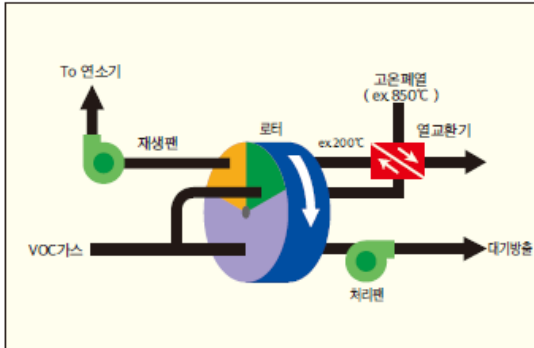 고온폐열
( ex.850℃)
To 연소기
로터
열교환기
재생팬
ex.200℃
VOC가스
대기방출
처리팬